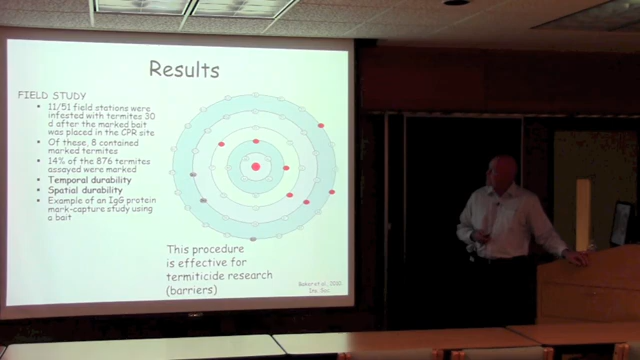 Results
FIELD STUDY
11/51 field stations were
infested with termites 30
d after the marked bait
was placed in the CPR site
Of these, 8 contained
marked termites
14% of the 876 termites
assayed were marked
Temporal durability
Spatial durability
Example of an IgG protein
mark-capture study using
a bait
This procedure
is effective for
termiticide research
(barriers)